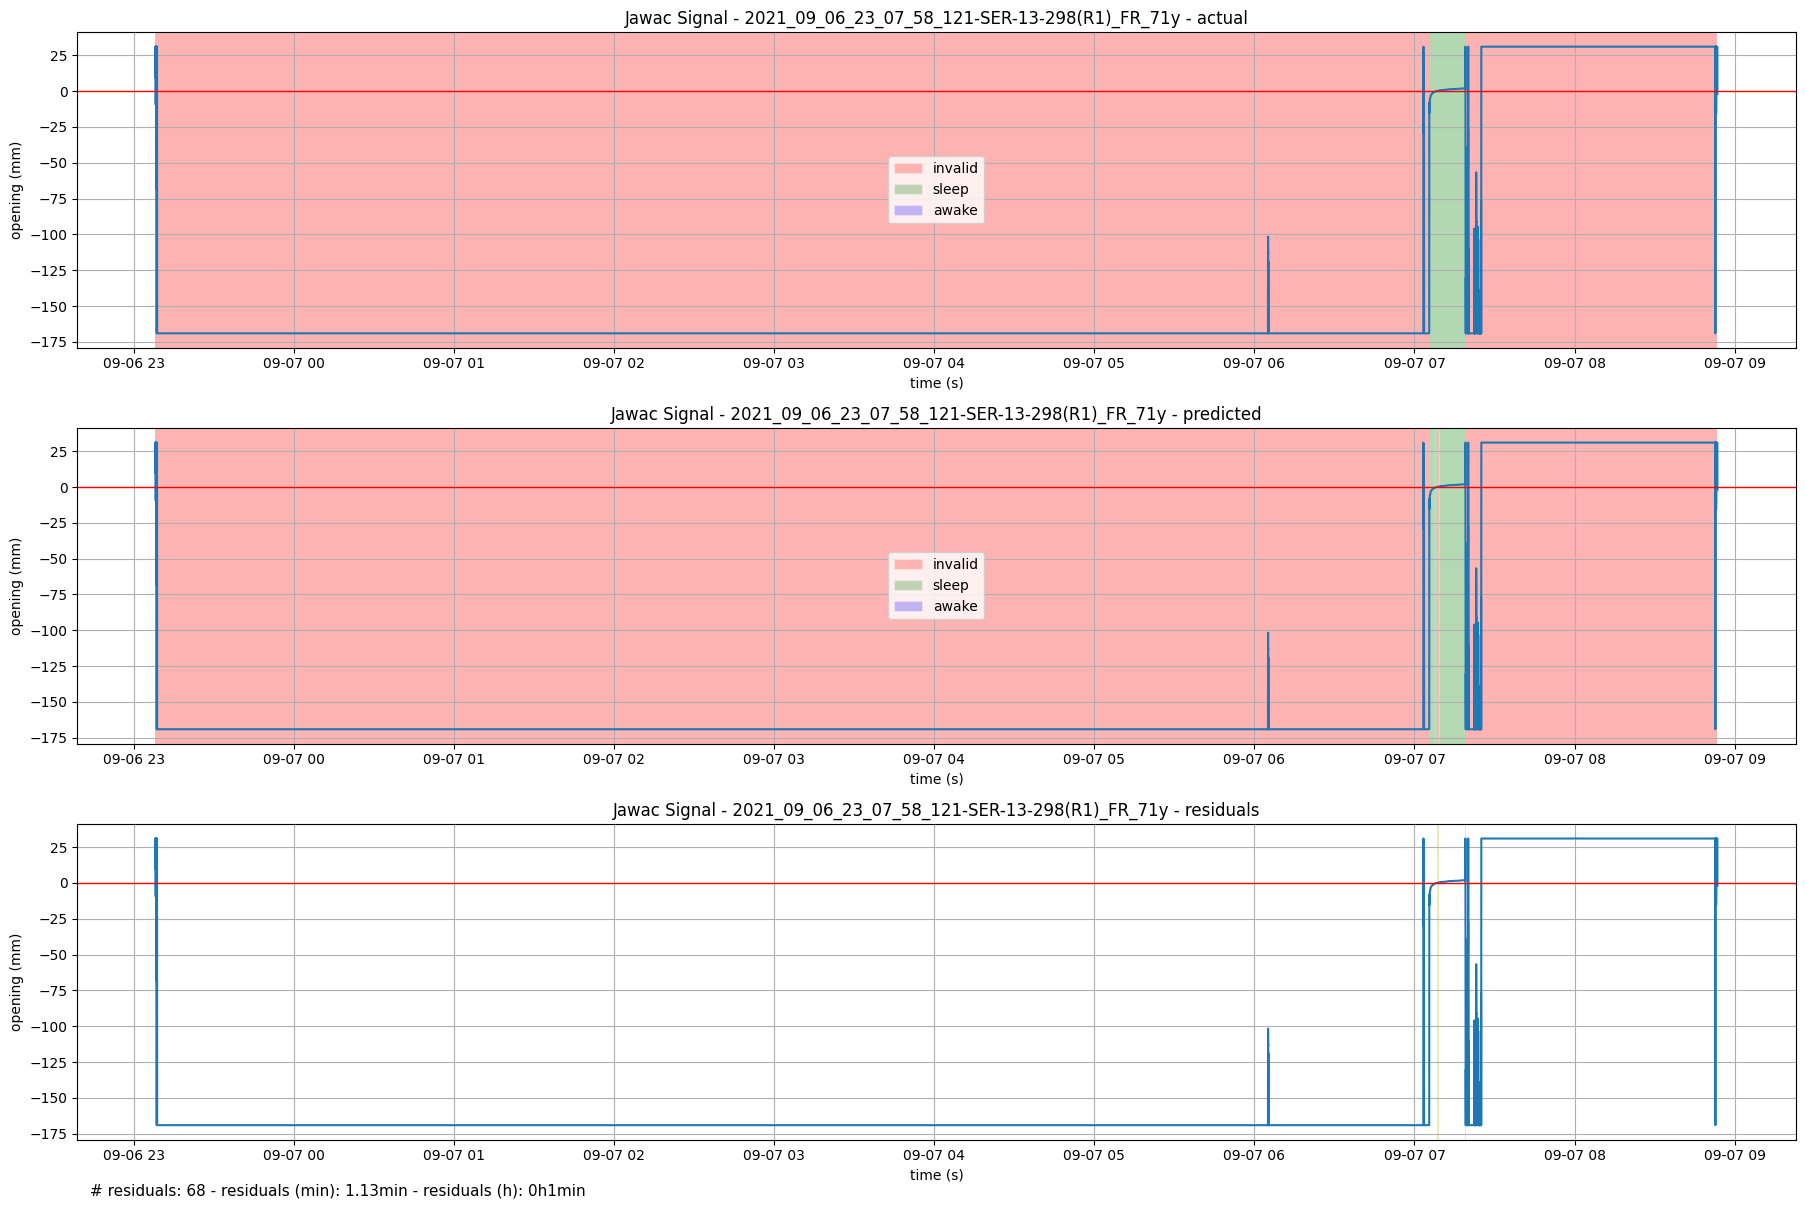 Jawac Signal - 2021_09_06_23_07_58_121-SER-13-298(R1)_FR_71y - actual
25
0
−25
−50
−75
−100
−125
−150
−175
opening (mm)
invalid
sleep
awake
09-06 23 09-07 00 09-07 01 09-07 02 09-07 03 09-07 04 09-07 05 09-07 06 09-07 07 09-07 08 09-07 09
time (s)
Jawac Signal - 2021_09_06_23_07_58_121-SER-13-298(R1)_FR_71y - predicted
25
0
−25
−50
−75
−100
−125
−150
−175
opening (mm)
invalid
sleep
awake
09-06 23 09-07 00 09-07 01 09-07 02 09-07 03 09-07 04 09-07 05 09-07 06 09-07 07 09-07 08 09-07 09
time (s)
Jawac Signal - 2021_09_06_23_07_58_121-SER-13-298(R1)_FR_71y - residuals
25
0
−25
−50
−75
−100
−125
−150
−175
opening (mm)
09-06 23 09-07 00 09-07 01 09-07 02 09-07 03 09-07 04 09-07 05 09-07 06 09-07 07 09-07 08 09-07 09
time (s)
# residuals: 68 - residuals (min): 1.13min - residuals (h): 0h1min